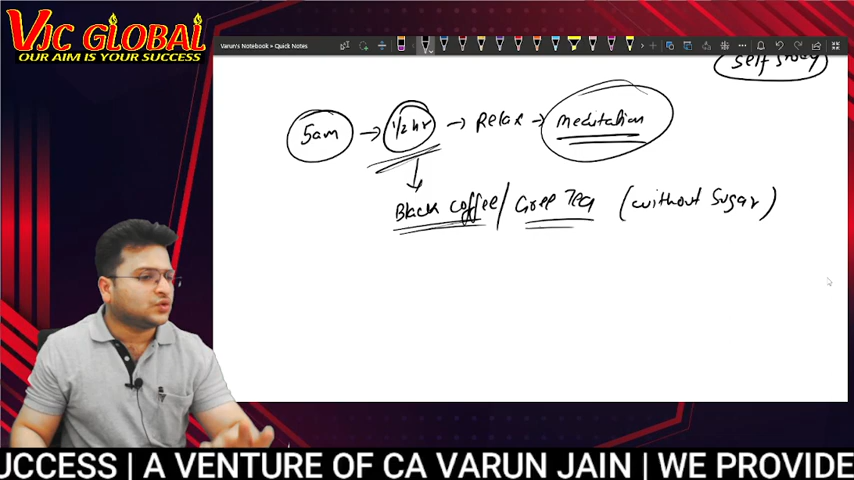 VJC GLOBAL
OUR AIM IS YOUR SUCCESS
Varun's Notebook » Quick Notes
Self study
5am → 1/2 hr → Relax → meditation
Black coffee / Gree Tea (without Sugar)
UCCESS | A VENTURE OF CA VARUN JAIN | WE PROVIDE